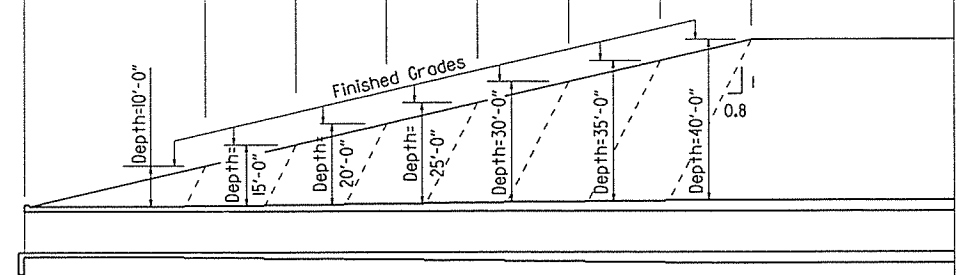 Finished Grades
Depth=10'-0"
Depth=
15'-0"
Depth=
20'-0"
Depth=
25'-0"
Depth=30'-0"
Depth=35'-0"
Depth=40'-0"
1
0.8